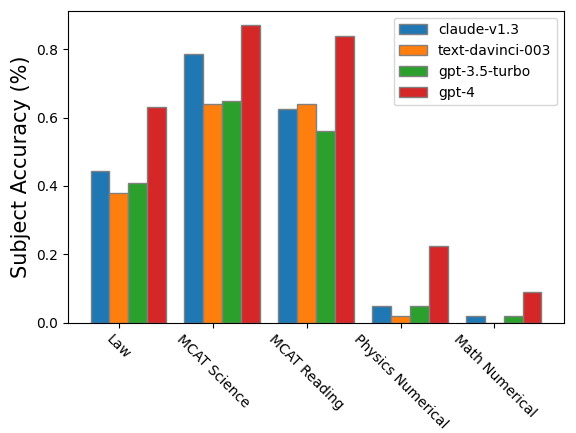 Subject Accuracy (%)
0.8
0.6
0.4
0.2
0.0
claude-v1.3
text-davinci-003
gpt-3.5-turbo
gpt-4
Law
MCAT Science
MCAT Reading
Physics Numerical
Math Numerical